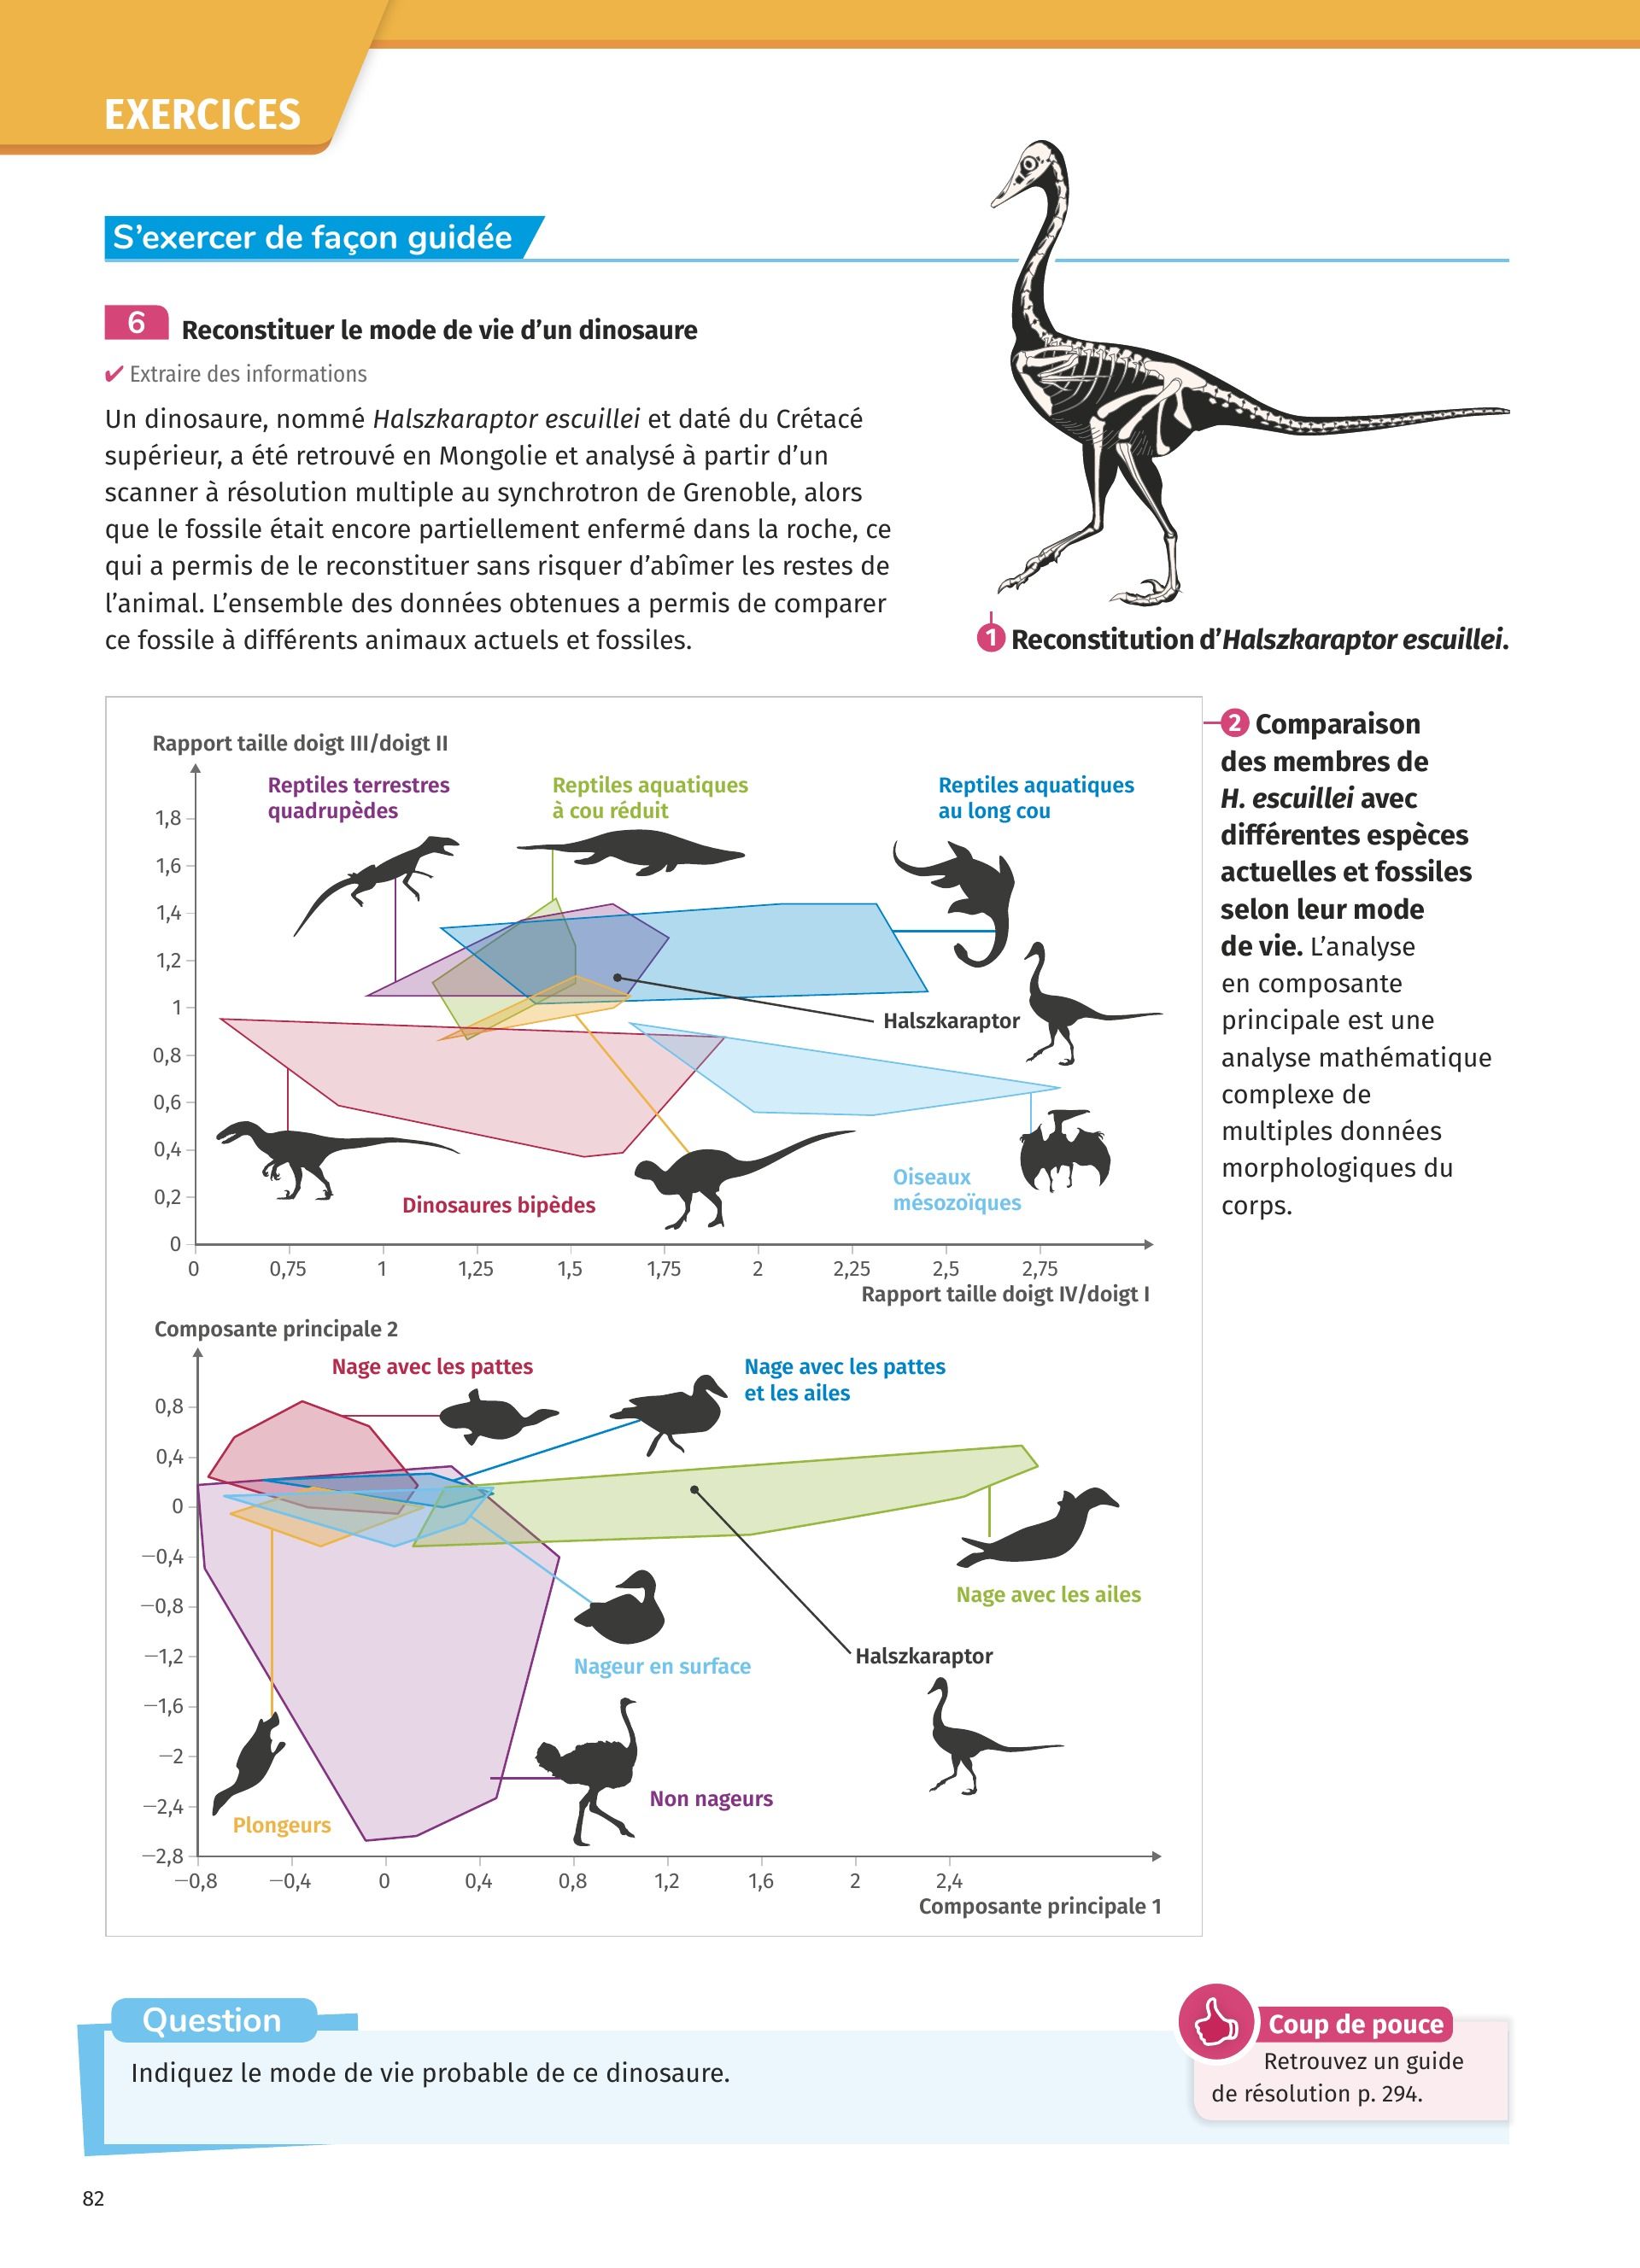 EXERCICES
S’exercer de façon guidée
6 Reconstituer le mode de vie d’un dinosaure
✔ Extraire des informations
Un dinosaure, nommé Halszkaraptor escuillei et daté du Crétacé
supérieur, a été retrouvé en Mongolie et analysé à partir d’un
scanner à résolution multiple au synchrotron de Grenoble, alors
que le fossile était encore partiellement enfermé dans la roche, ce
qui a permis de le reconstituer sans risquer d’abîmer les restes de
l’animal. L’ensemble des données obtenues a permis de comparer
ce fossile à différents animaux actuels et fossiles.
1 Reconstitution d’Halszkaraptor escuillei.
2 Comparaison
des membres de
H. escuillei avec
différentes espèces
actuelles et fossiles
selon leur mode
de vie. L’analyse
en composante
principale est une
analyse mathématique
complexe de
multiples données
morphologiques du
corps.
Rapport taille doigt III/doigt II
Reptiles terrestres
quadrupèdes
Reptiles aquatiques
à cou réduit
Reptiles aquatiques
au long cou
1,8
1,6
1,4
1,2
1
0,8
0,6
0,4
0,2
0
Halszkaraptor
Oiseaux
mésozoïques
Dinosaures bipèdes
0 0,75 1 1,25 1,5 1,75 2 2,25 2,5 2,75
Rapport taille doigt IV/doigt I
Composante principale 2
Nage avec les pattes
Nage avec les pattes
et les ailes
0,8
0,4
0
−0,4
−0,8
−1,2
−1,6
−2
−2,4
−2,8
Nage avec les ailes
Halszkaraptor
Nageur en surface
Non nageurs
Plongeurs
−0,8 −0,4 0 0,4 0,8 1,2 1,6 2 2,4
Composante principale 1
Question
Indiquez le mode de vie probable de ce dinosaure.
Coup de pouce
Retrouvez un guide
de résolution p. 294.
82